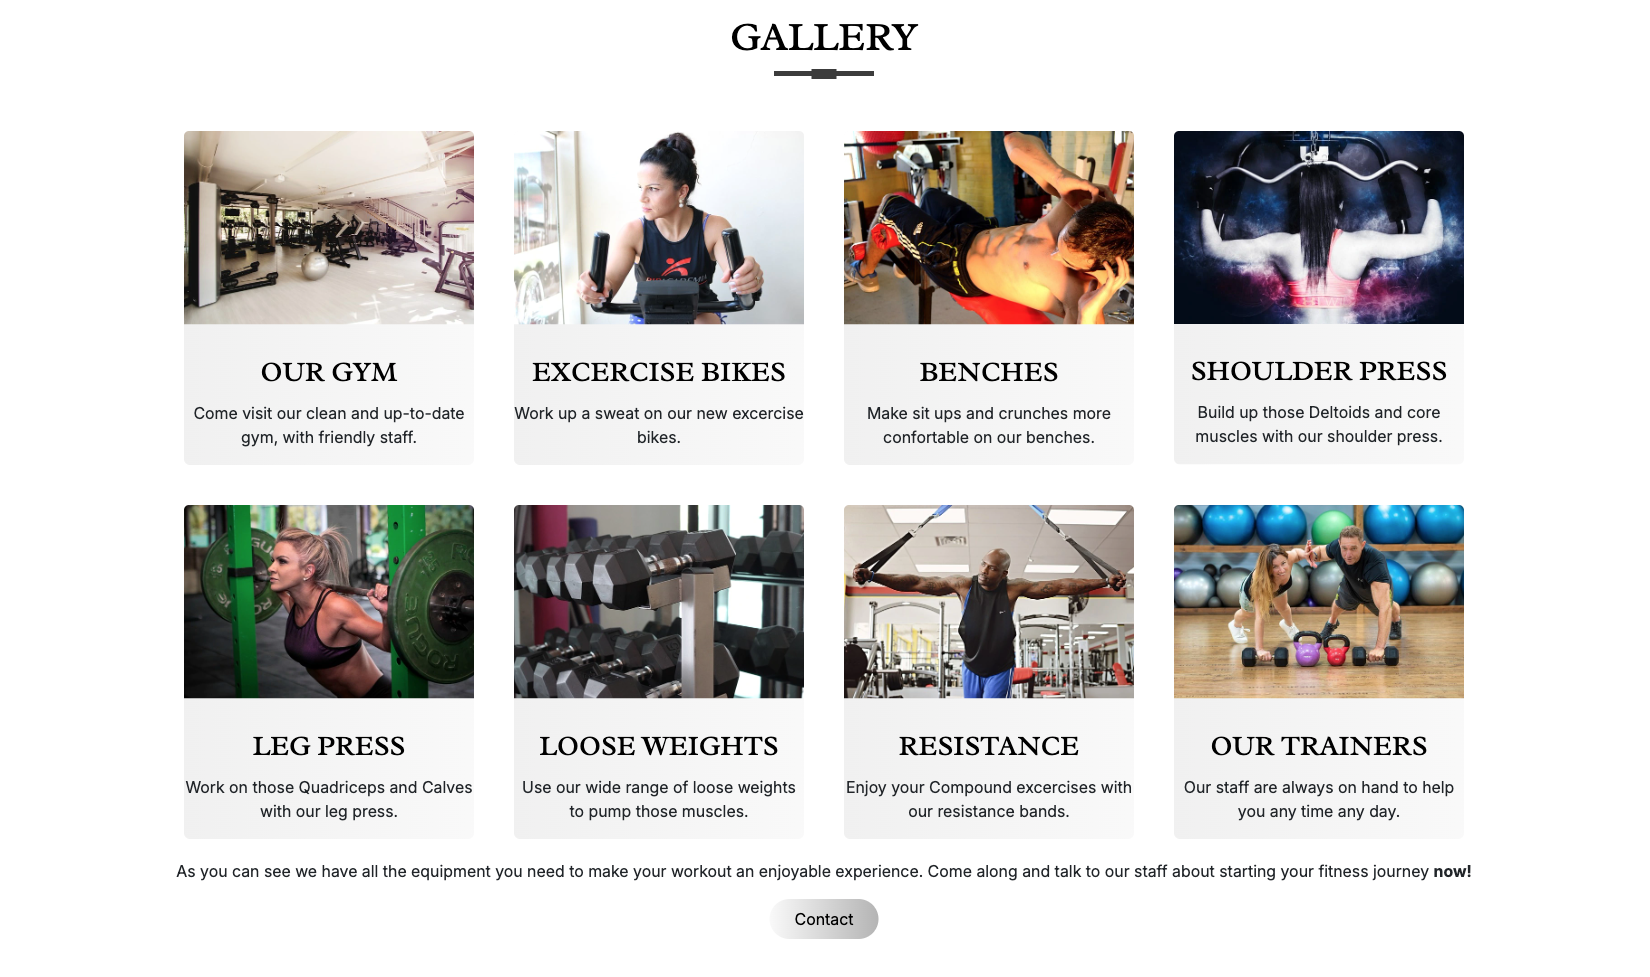 GALLERY
OUR GYM
Come visit our clean and up-to-date
gym, with friendly staff.
EXCERCISE BIKES
Work up a sweat on our new excercise
bikes.
BENCHES
Make sit ups and crunches more
confortable on our benches.
SHOULDER PRESS
Build up those Deltoids and core
muscles with our shoulder press.
ROGUE
LEG PRESS
Work on those Quadriceps and Calves
with our leg press.
LOOSE WEIGHTS
Use our wide range of loose weights
to pump those muscles.
RESISTANCE
Enjoy your Compound excercises with
our resistance bands.
OUR TRAINERS
Our staff are always on hand to help
you any time any day.
As you can see we have all the equipment you need to make your workout an enjoyable experience. Come along and talk to our staff about starting your fitness journey now!
Contact